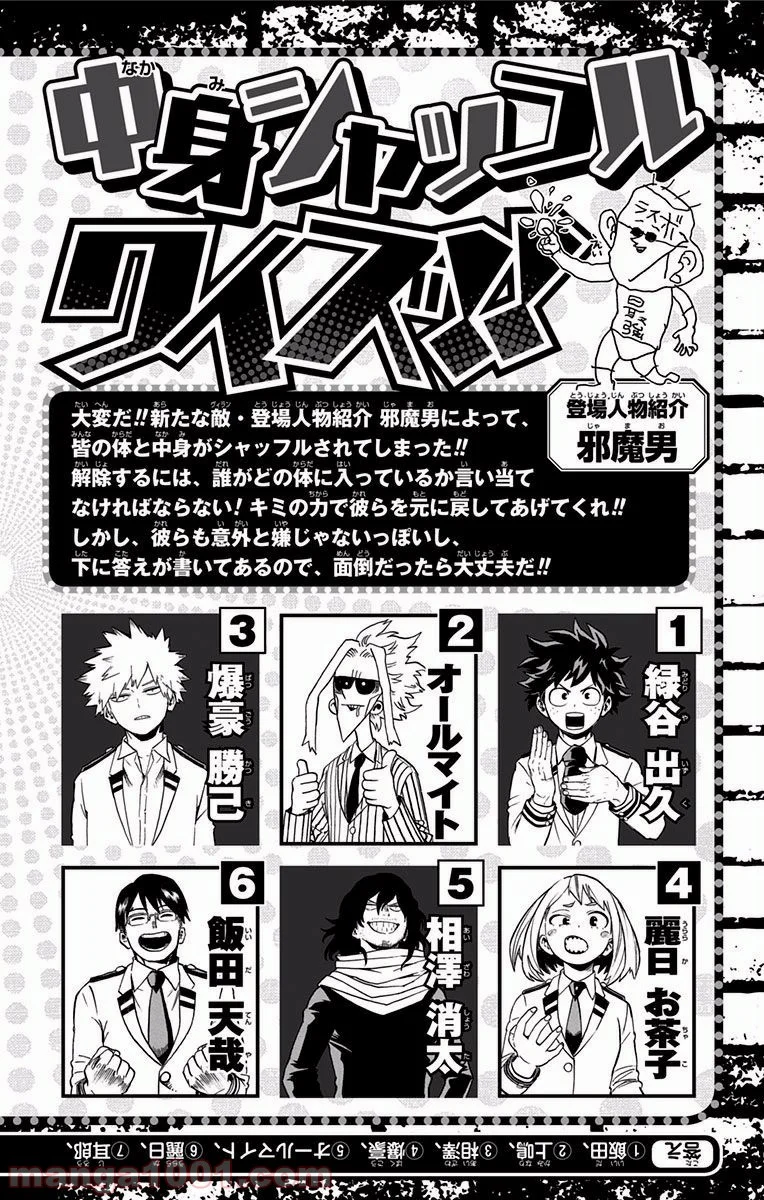 中身シャッフル
クイズッ!!
ラスボス
最強
登場人物紹介
邪魔男
大変だ!!新たな敵・登場人物紹介 邪魔男によって、
皆の体と中身がシャッフルされてしまった!!
解除するには、誰がどの体に入っているか言い当て
なければならない! キミの力で彼らを元に戻してあげてくれ!!
しかし、彼らも意外と嫌じゃないっぽいし、
下に答えが書いてあるので、面倒だったら大丈夫だ!!
1
緑谷 出久
2
オールマイト
3
爆豪 勝己
4
麗日 お茶子
5
相澤 消太
6
飯田 天哉
答え
①飯田、②上鳴、③相澤、④爆豪、⑤オールマイト、⑥麗日、⑦耳郎、
manga1001.com